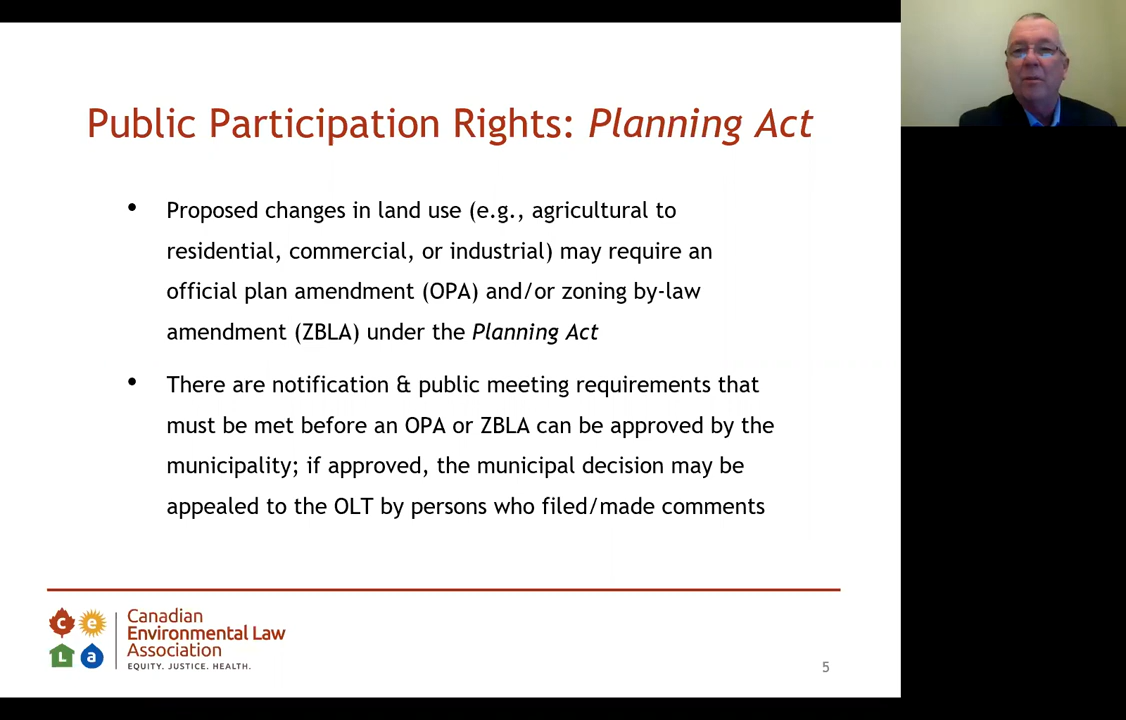 Public Participation Rights: Planning Act
• Proposed changes in land use (e.g., agricultural to
residential, commercial, or industrial) may require an
official plan amendment (OPA) and/or zoning by-law
amendment (ZBLA) under the Planning Act
• There are notification & public meeting requirements that
must be met before an OPA or ZBLA can be approved by the
municipality; if approved, the municipal decision may be
appealed to the OLT by persons who filed/made comments
c e
L a
Canadian
Environmental Law
Association
EQUITY. JUSTICE. HEALTH.
5